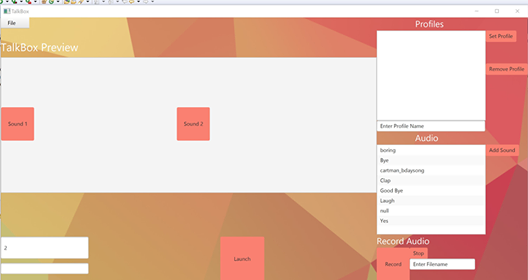 TalkBox
File
TalkBox Preview
Sound 1
Sound 2
2
Launch
Profiles
Set Profile
Remove Profile
Enter Profile Name
Audio
Add Sound
boring
Bye
cartman_bdaysong
Clap
Good Bye
Laugh
null
Yes
Record Audio
Stop
Record
Enter Filename